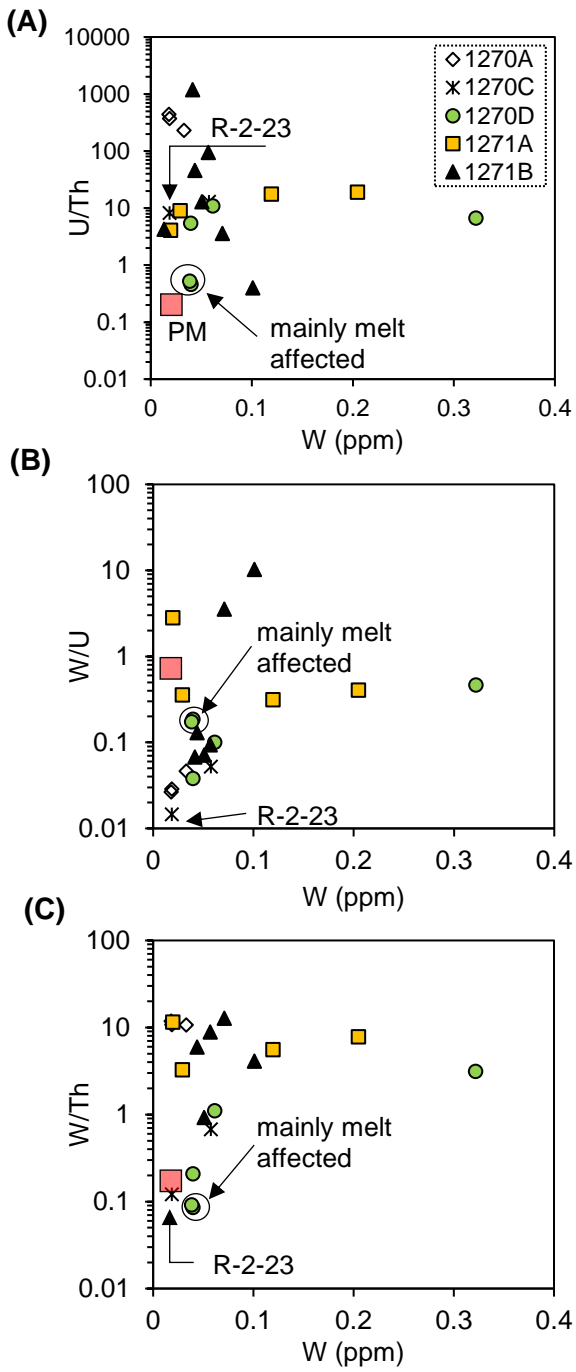 (A)
10000
1000
100
10
1
0.1
0.01
U/Th
1270A
1270C
1270D
1271A
1271B
R-2-23
PM
mainly melt
affected
0
0.1
0.2
0.3
0.4
W (ppm)
(B)
100
10
1
0.1
0.01
W/U
mainly melt
affected
R-2-23
0
0.1
0.2
0.3
0.4
W (ppm)
(C)
100
10
1
0.1
0.01
W/Th
mainly melt
affected
R-2-23
0
0.1
0.2
0.3
0.4
W (ppm)